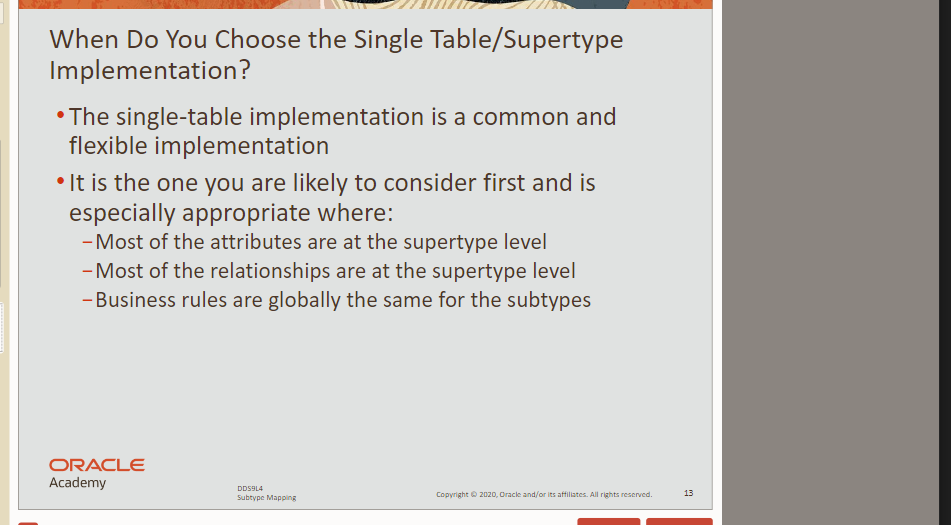 When Do You Choose the Single Table/Supertype
Implementation?
•The single-table implementation is a common and
flexible implementation
•It is the one you are likely to consider first and is
especially appropriate where:
–Most of the attributes are at the supertype level
–Most of the relationships are at the supertype level
–Business rules are globally the same for the subtypes
ORACLE
Academy
DDS9L4
Subtype Mapping
Copyright © 2020, Oracle and/or its affiliates. All rights reserved.
13